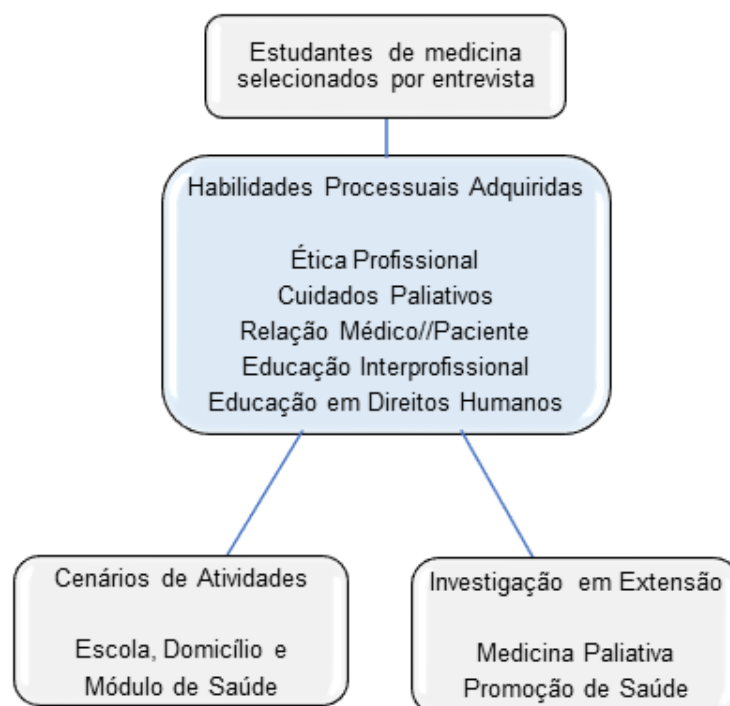 Estudantes de medicina
selecionados por entrevista
Habilidades Processuais Adquiridas
Ética Profissional
Cuidados Paliativos
Relação Médico//Paciente
Educação Interprofissional
Educação em Direitos Humanos
Cenários de Atividades
Escola, Domicílio e
Módulo de Saúde
Investigação em Extensão
Medicina Paliativa
Promoção de Saúde